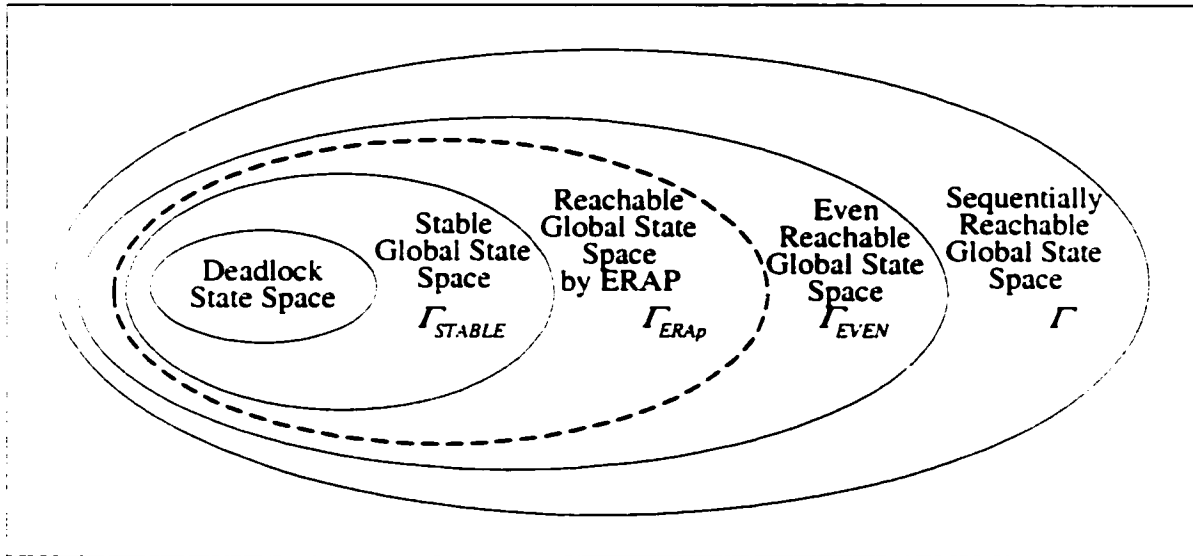 Deadlock
State Space
Stable
Global State
Space
Γ_STABLE
Reachable
Global State
Space
by ERAP
Γ_ERAp
Even
Reachable
Global State
Space
Γ_EVEN
Sequentially
Reachable
Global State
Space
Γ